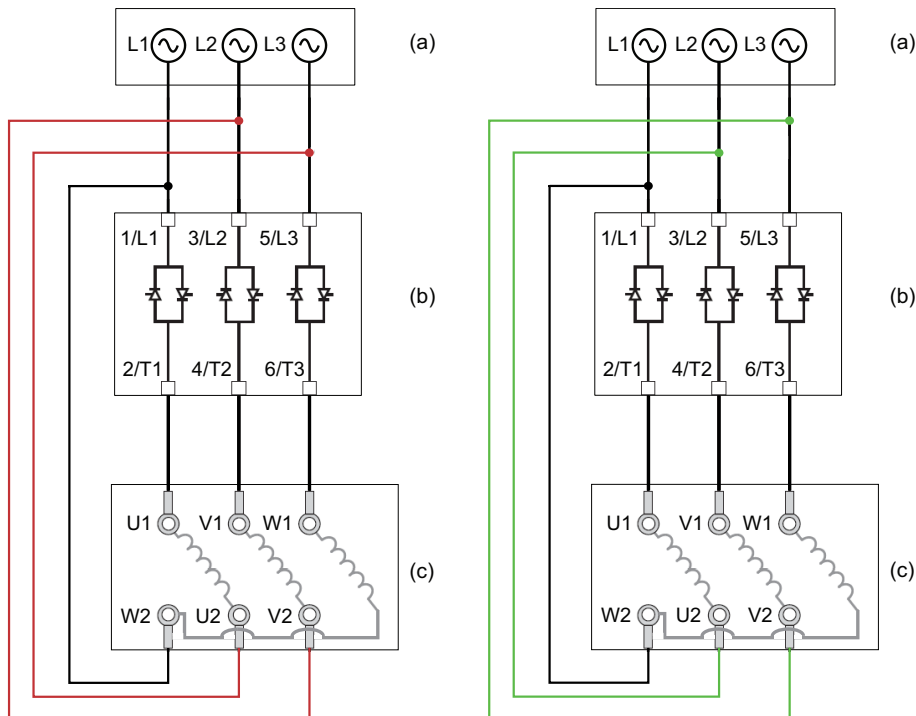 L1 L2 L3 (a)
1/L1 3/L2 5/L3
(b)
2/T1 4/T2 6/T3
U1 V1 W1
(c)
W2 U2 V2
L1 L2 L3 (a)
1/L1 3/L2 5/L3
(b)
2/T1 4/T2 6/T3
U1 V1 W1
(c)
W2 U2 V2